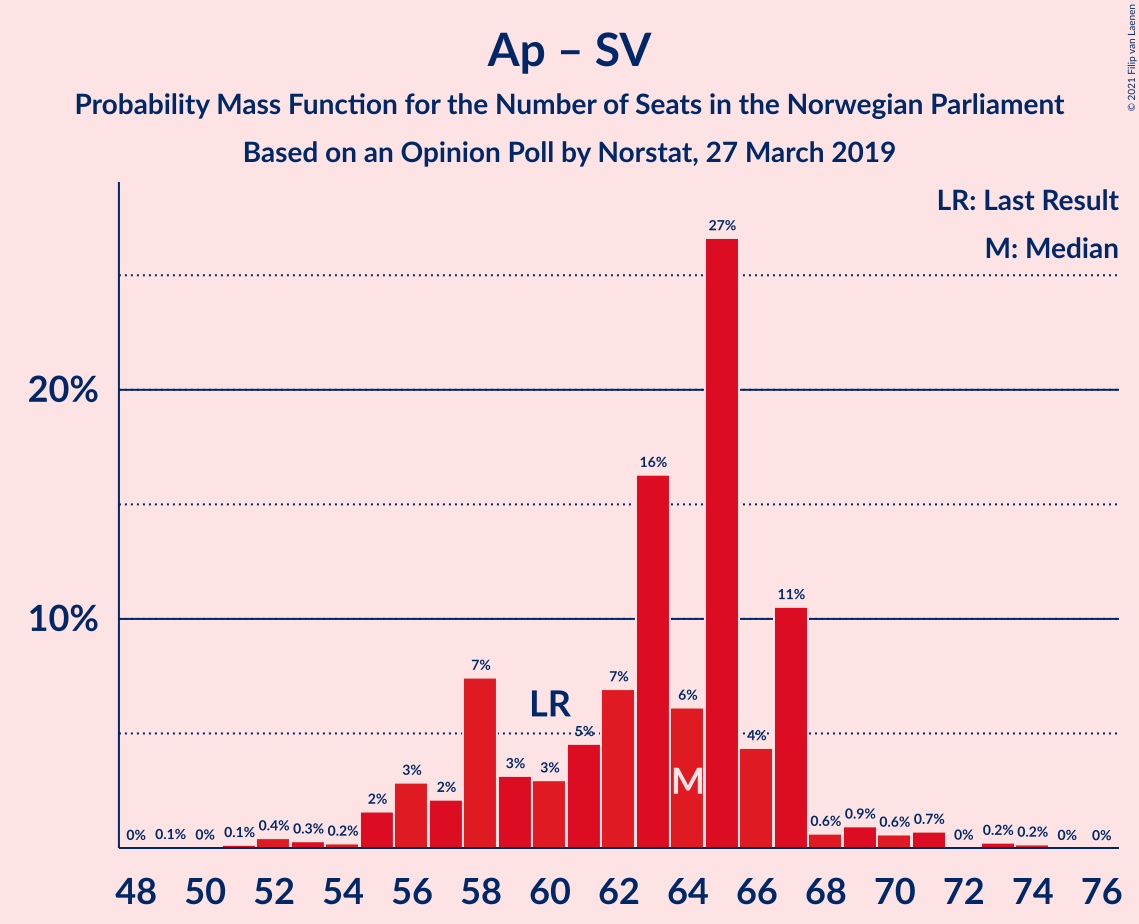 Ap – SV
Probability Mass Function for the Number of Seats in the Norwegian Parliament
Based on an Opinion Poll by Norstat, 27 March 2019
© 2021 Filip van Laenen
LR: Last Result
M: Median
20%
10%
0% 0.1% 0% 0.1% 0.4% 0.3% 0.2% 2% 3% 2% 7% 3% 3% 5% 7% 16% 6% 27% 4% 11% 0.6% 0.9% 0.6% 0.7% 0% 0.2% 0.2% 0% 0%
LR
M
48 50 52 54 56 58 60 62 64 66 68 70 72 74 76